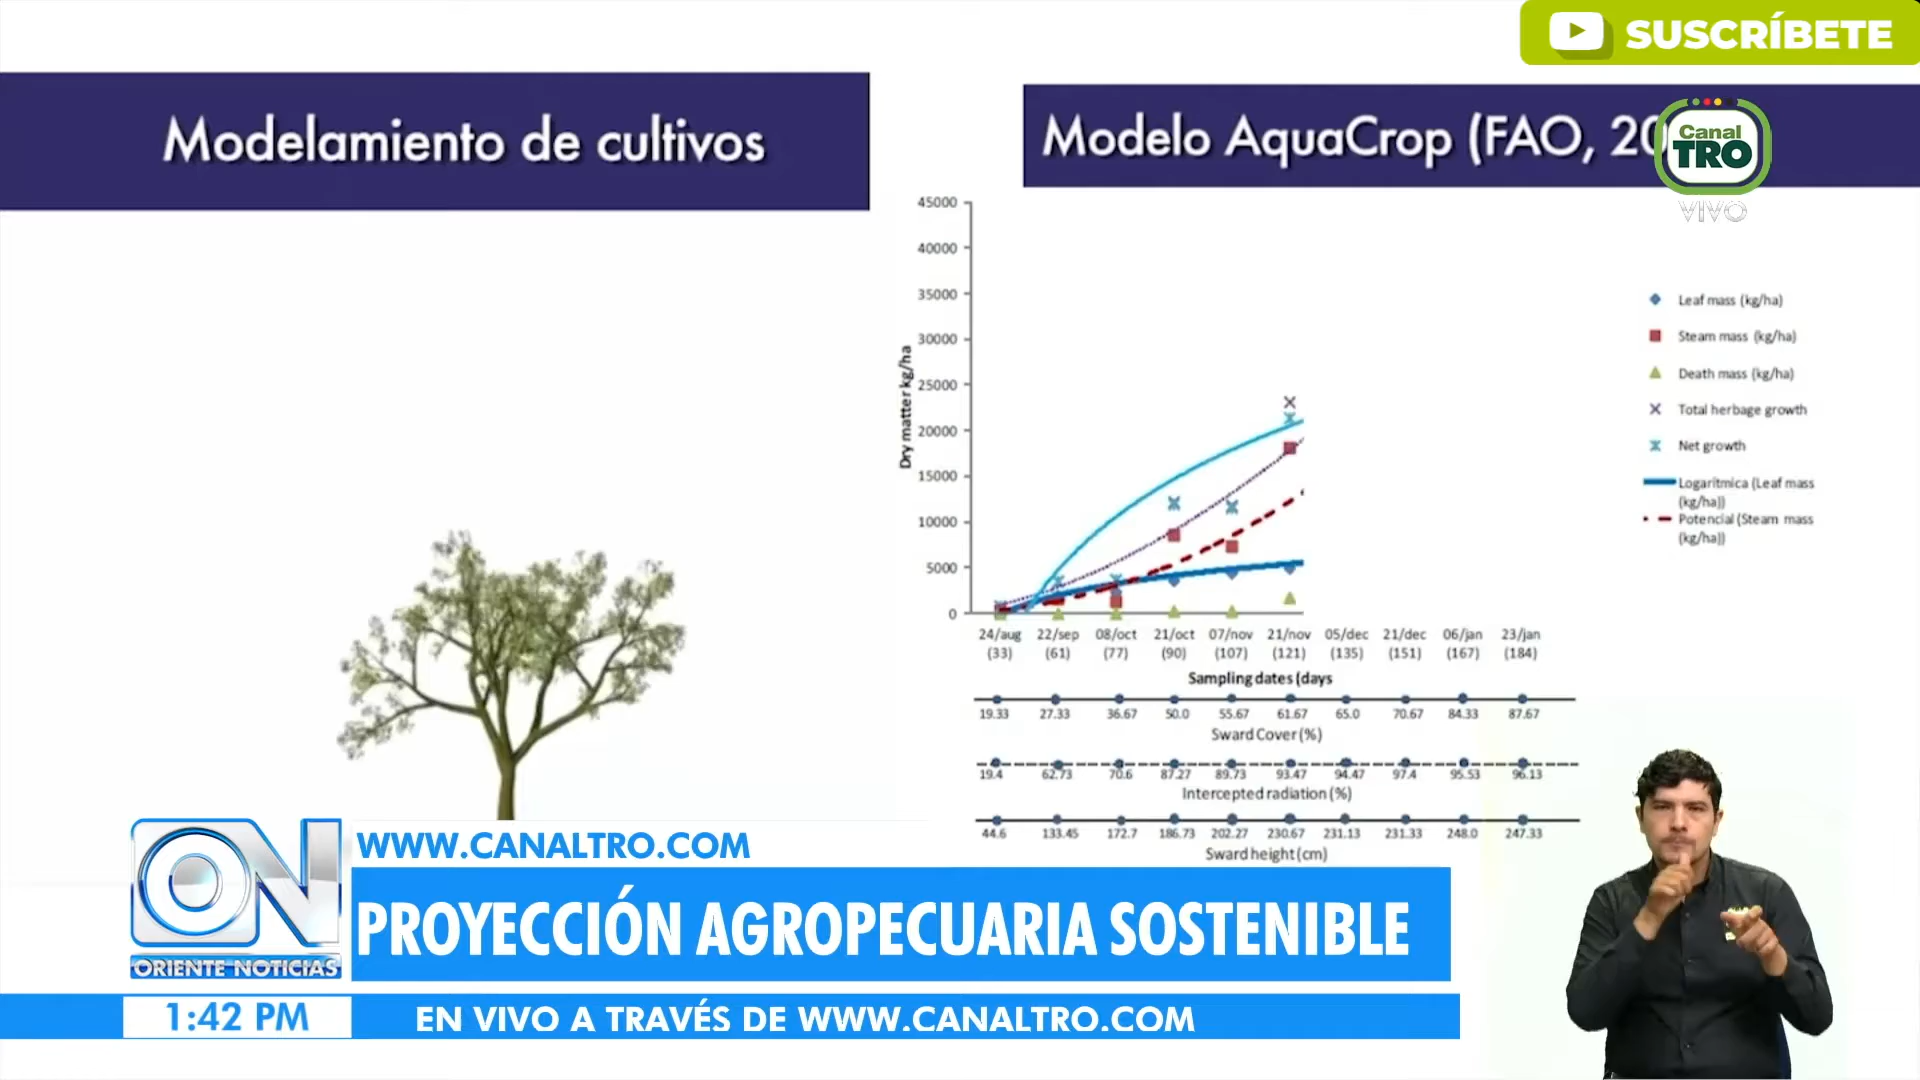 SUSCRÍBETE
Modelamiento de cultivos
Modelo AquaCrop (FAO, 20
Canal
TRO
VIVO
45000
40000
35000
30000
25000
20000
15000
10000
5000
0
Dry matter kg/ha
Leaf mass (kg/ha)
Steam mass (kg/ha)
Death mass (kg/ha)
Total herbage growth
Net growth
Logarítmica (Leaf mass
(kg/ha))
Potencial (Steam mass
(kg/ha))
24/aug 22/sep 08/oct 21/oct 07/nov 21/nov 05/dec 21/dec 06/jan 23/jan
(33) (61) (77) (90) (107) (121) (135) (151) (167) (184)
Sampling dates (days
19.33 27.33 36.67 50.0 55.67 61.67 65.0 70.67 84.33 87.67
Sward Cover (%)
19.4 62.73 70.6 87.27 89.73 93.47 94.47 97.4 95.53 96.13
Intercepted radiation (%)
44.6 133.45 172.7 186.73 202.27 230.67 231.13 231.33 248.0 247.33
Sward height (cm)
ON
ORIENTE NOTICIAS
WWW.CANALTRO.COM
PROYECCIÓN AGROPECUARIA SOSTENIBLE
1:42 PM
EN VIVO A TRAVÉS DE WWW.CANALTRO.COM